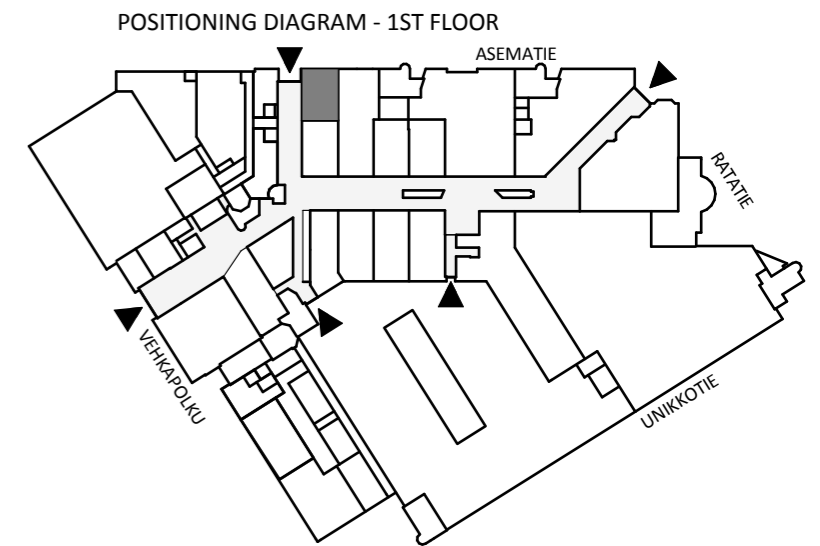 POSITIONING DIAGRAM - 1ST FLOOR
ASEMATIE
RATATIE
VEHKAPOLKU
UNIKKOTIE